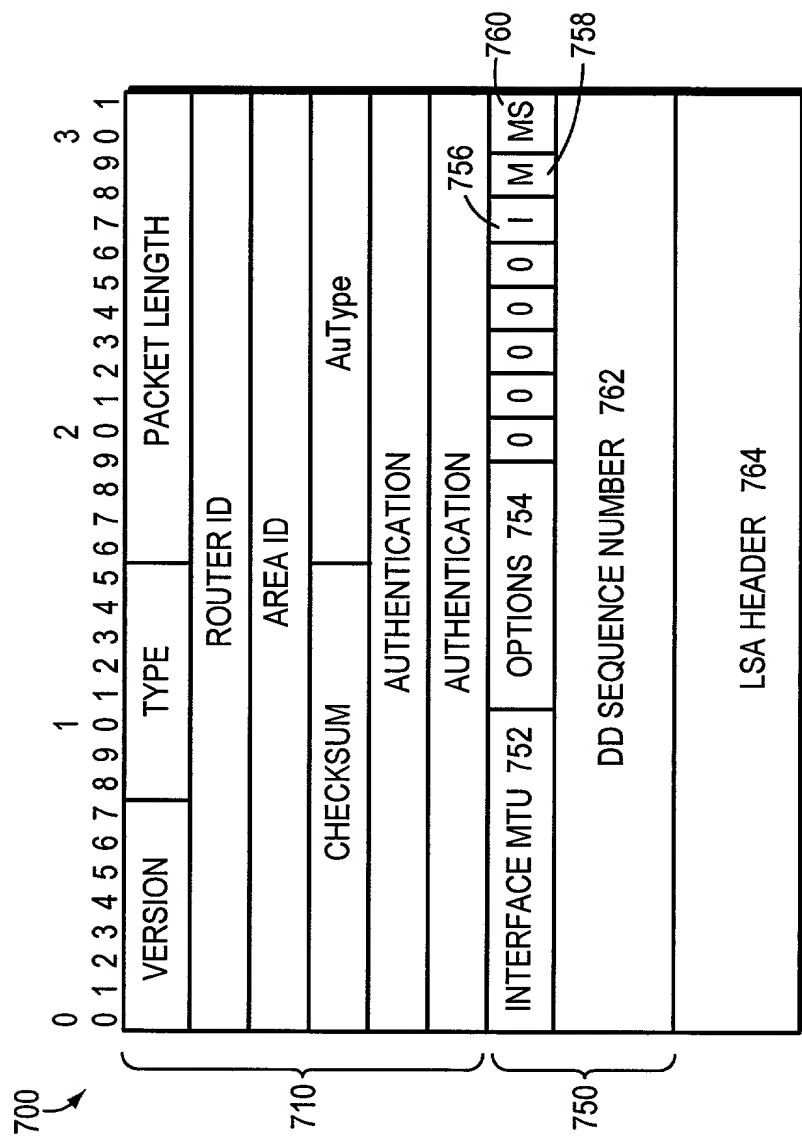 700
0 1 2 3
0 1 2 3 4 5 6 7 8 9 0 1 2 3 4 5 6 7 8 9 0 1 2 3 4 5 6 7 8 9 0 1
VERSION TYPE PACKET LENGTH
ROUTER ID
AREA ID
CHECKSUM AuType
AUTHENTICATION
AUTHENTICATION
710
756
760
INTERFACE MTU 752 OPTIONS 754 0 0 0 0 0 I M MS
758
DD SEQUENCE NUMBER 762
750
LSA HEADER 764